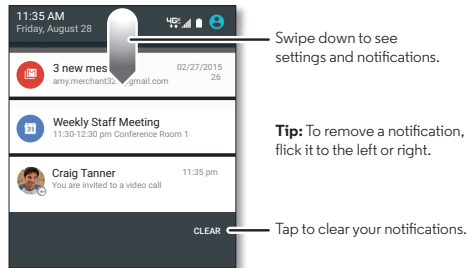 11:35 AM
Friday, August 28
4G
Swipe down to see
settings and notifications.
3 new mes
02/27/2015
amy.merchant32 gmail.com
26
Weekly Staff Meeting
11:30-12:30 pm Conference Room 1
Tip: To remove a notification,
flick it to the left or right.
Craig Tanner
11:35 pm
You are invited to a video call
CLEAR
Tap to clear your notifications.